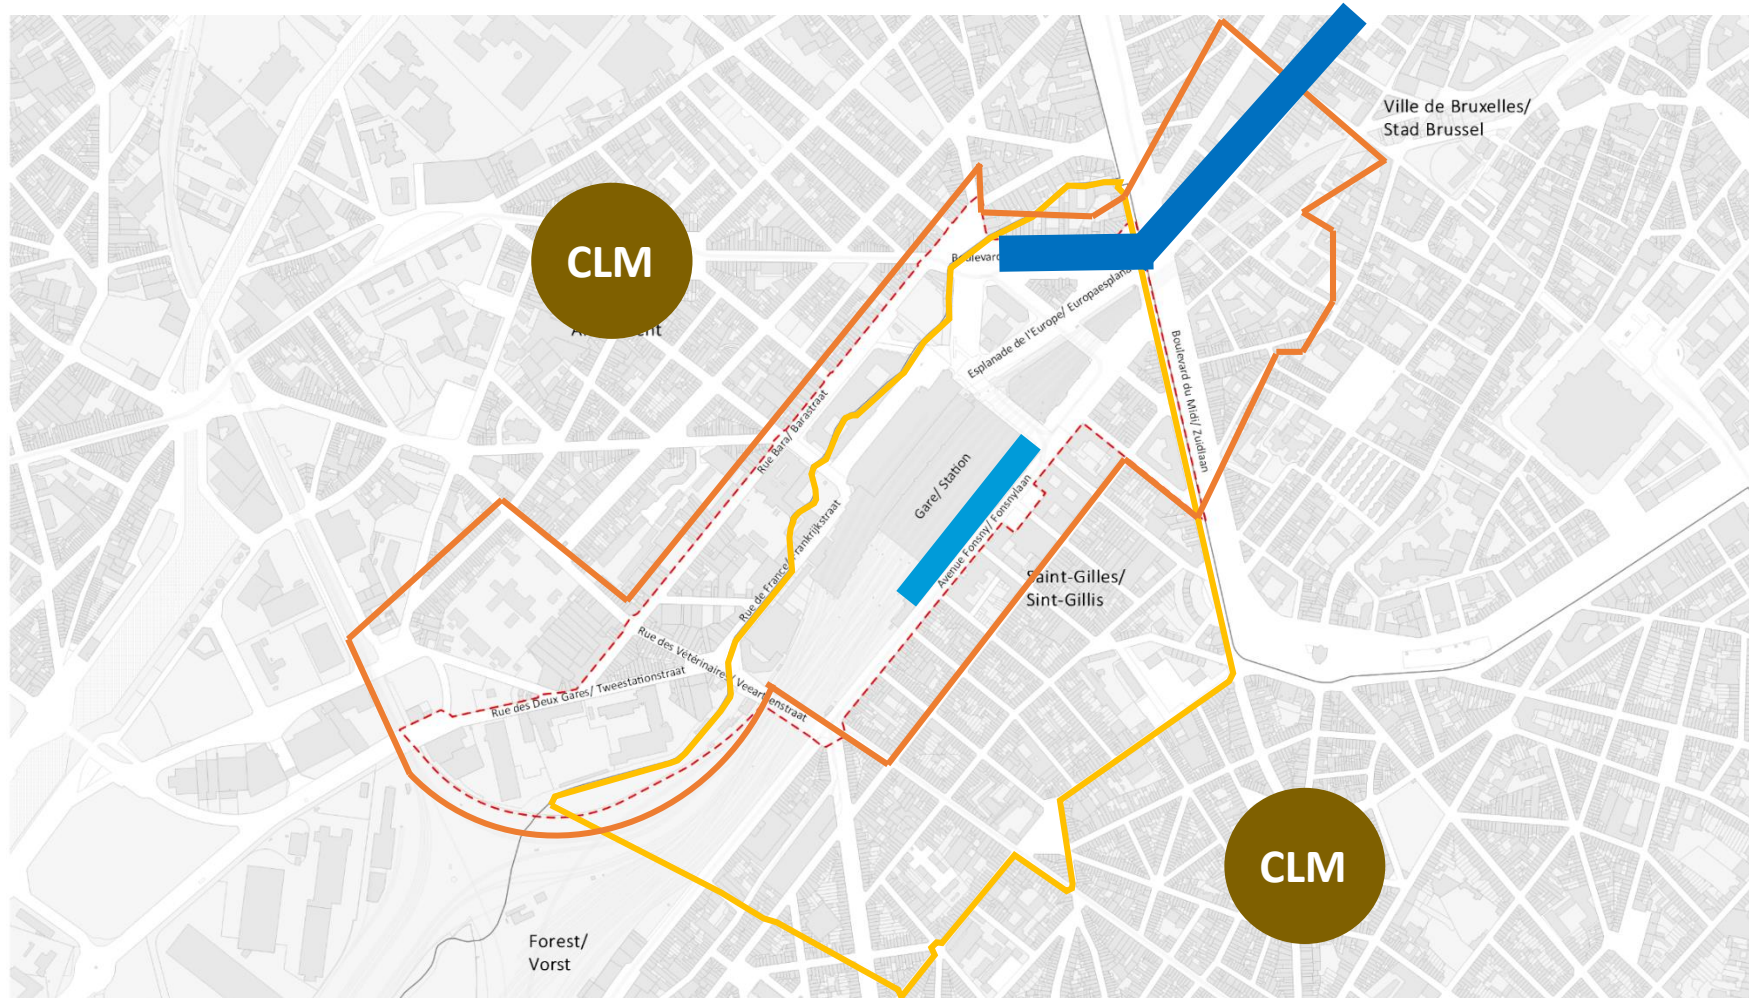 Ville de Bruxelles/
Stad Brussel
CLM
Boulevard
Esplanade de l'Europe/
Boulevard du Midi/ Zuidlaan
Rue Bara/ Barastraat
Gare/ Station
Avenue Fonsny/ Fonsnylaan
Rue de France/ Frankrijkstraat
Saint-Gilles/
Sint-Gillis
Rue des Vétérinaires/
Rue des Deux Gares/ Tweestationstraat
CLM
Forest/
Vorst